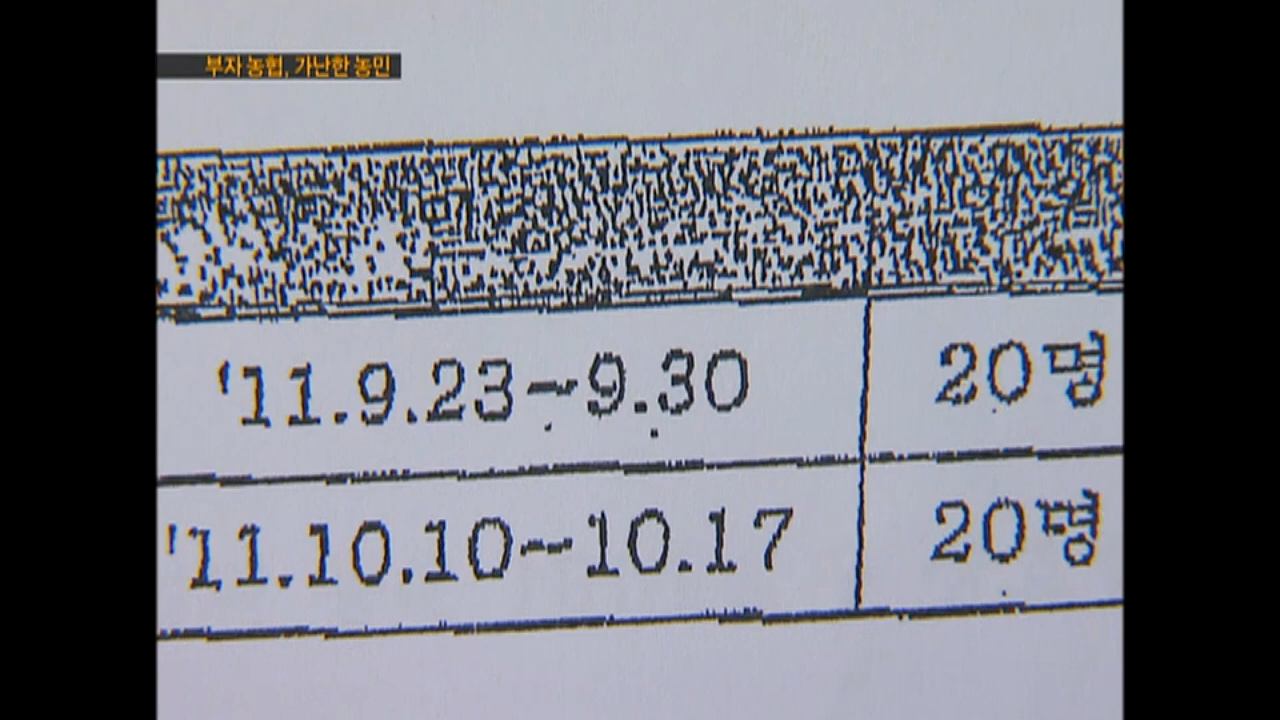 부자 농협, 가난한 농민
'11.9.23~9.30 20명
'11.10.10~10.17 20명